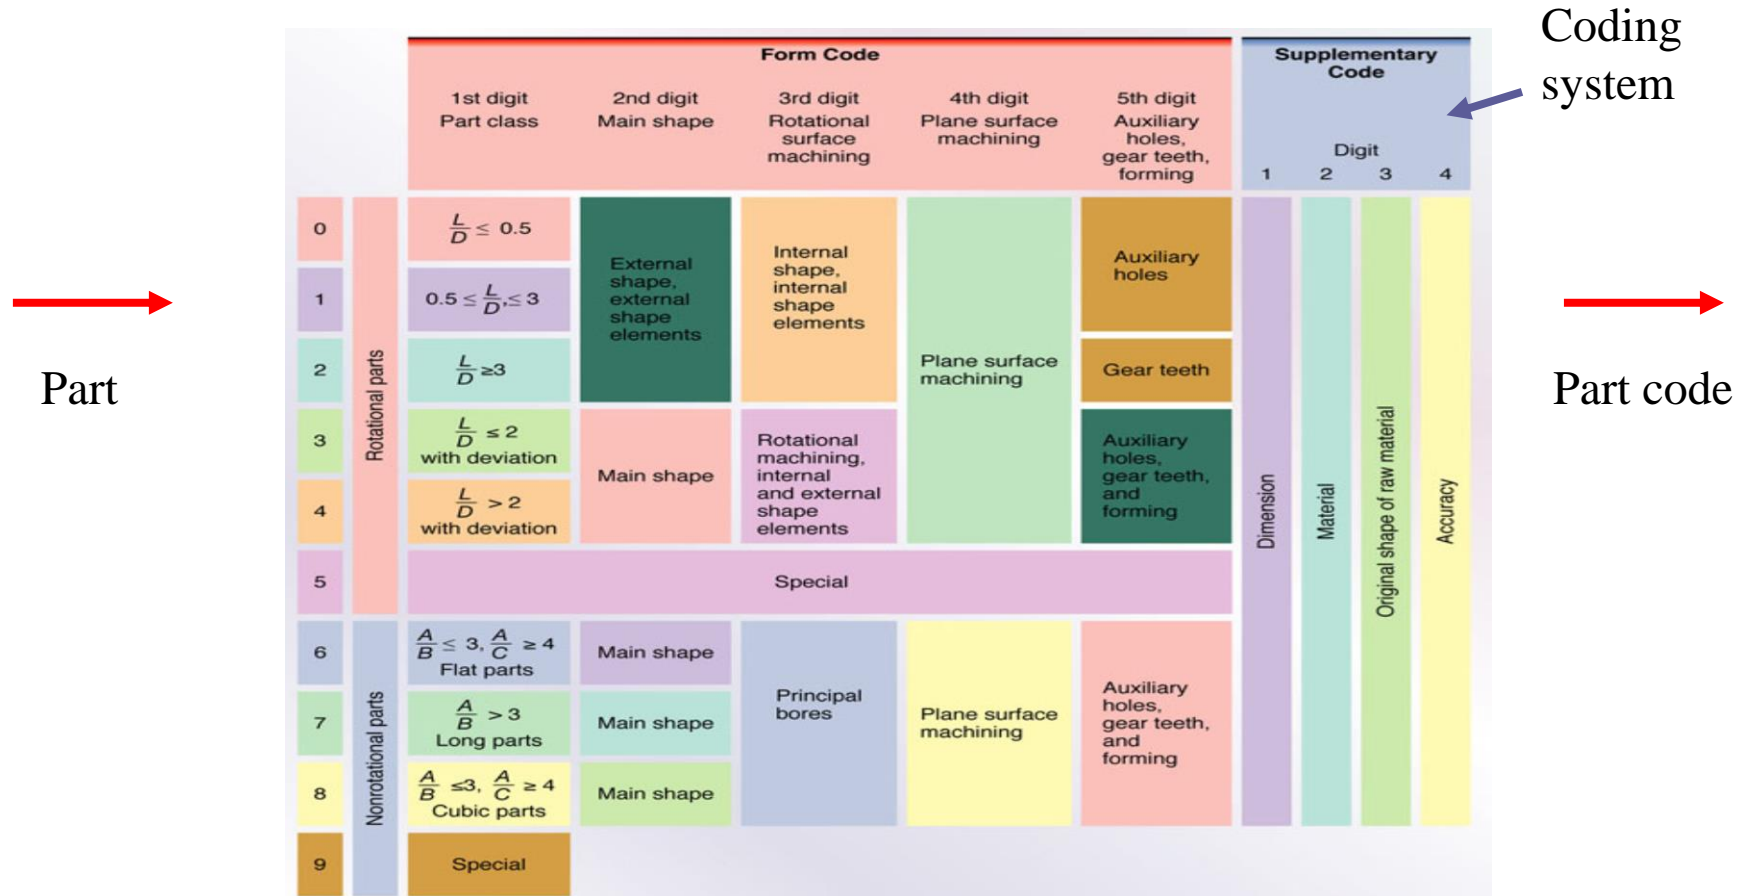 Coding
system
Part
Part code
Form Code
Supplementary
Code
1st digit
Part class
2nd digit
Main shape
3rd digit
Rotational
surface
machining
4th digit
Plane surface
machining
5th digit
Auxiliary
holes,
gear teeth,
forming
Digit
1 2 3 4
0
1
2
3
4
5
6
7
8
9
Rotational parts
Nonrotational parts
L/D ≤ 0.5
0.5 ≤ L/D, ≤ 3
L/D ≥3
L/D ≤ 2
with deviation
L/D > 2
with deviation
External
shape,
external
shape
elements
Main shape
Internal
shape,
internal
shape
elements
Rotational
machining,
internal
and external
shape
elements
Plane surface
machining
Auxiliary
holes
Gear teeth
Auxiliary
holes,
gear teeth,
and
forming
Special
A/B ≤ 3, A/C ≥ 4
Flat parts
A/B > 3
Long parts
A/B ≤3, A/C ≥ 4
Cubic parts
Special
Main shape
Main shape
Main shape
Principal
bores
Plane surface
machining
Auxiliary
holes,
gear teeth,
and
forming
Dimension
Material
Original shape of raw material
Accuracy